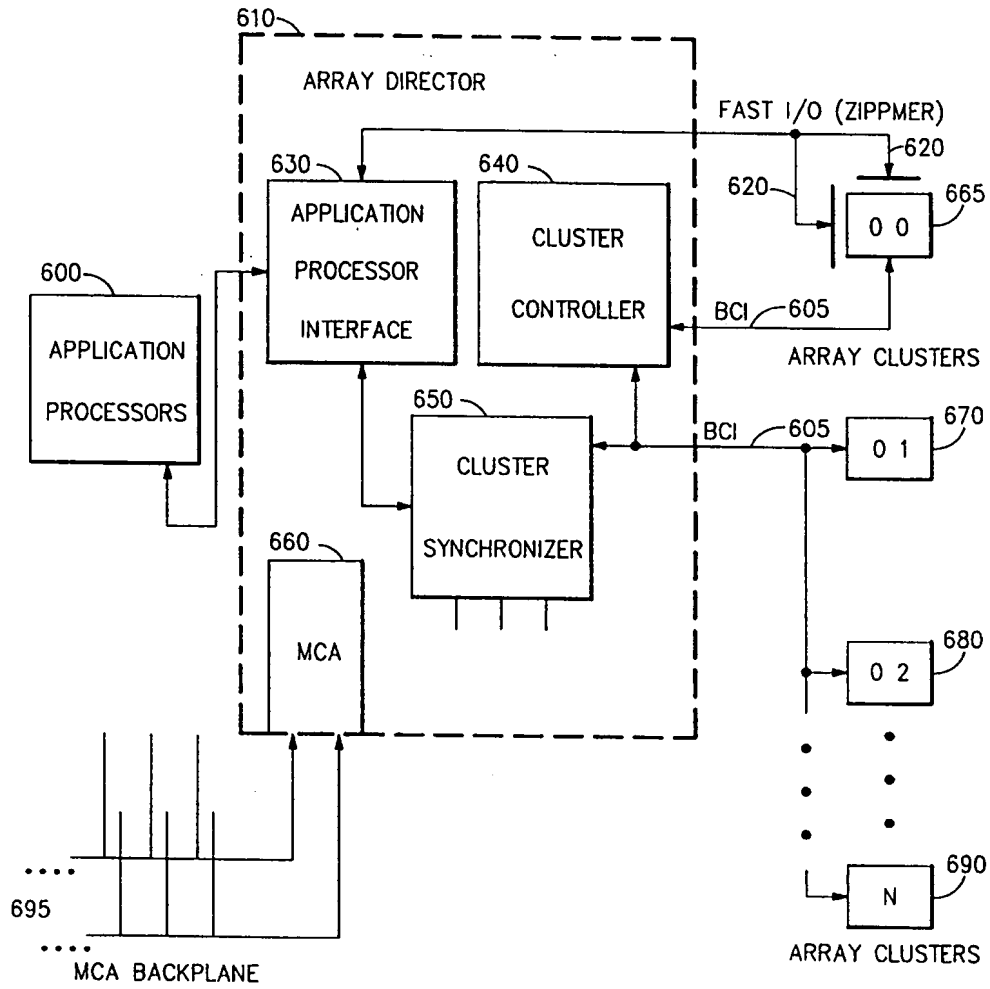 610
ARRAY DIRECTOR
FAST I/O (ZIPPMER)
620
630
APPLICATION
PROCESSOR
INTERFACE
640
CLUSTER
CONTROLLER
620
665
0 0
600
APPLICATION
PROCESSORS
BCI
605
ARRAY CLUSTERS
650
CLUSTER
SYNCHRONIZER
BCI
605
670
0 1
660
MCA
680
0 2
690
N
ARRAY CLUSTERS
695
MCA BACKPLANE